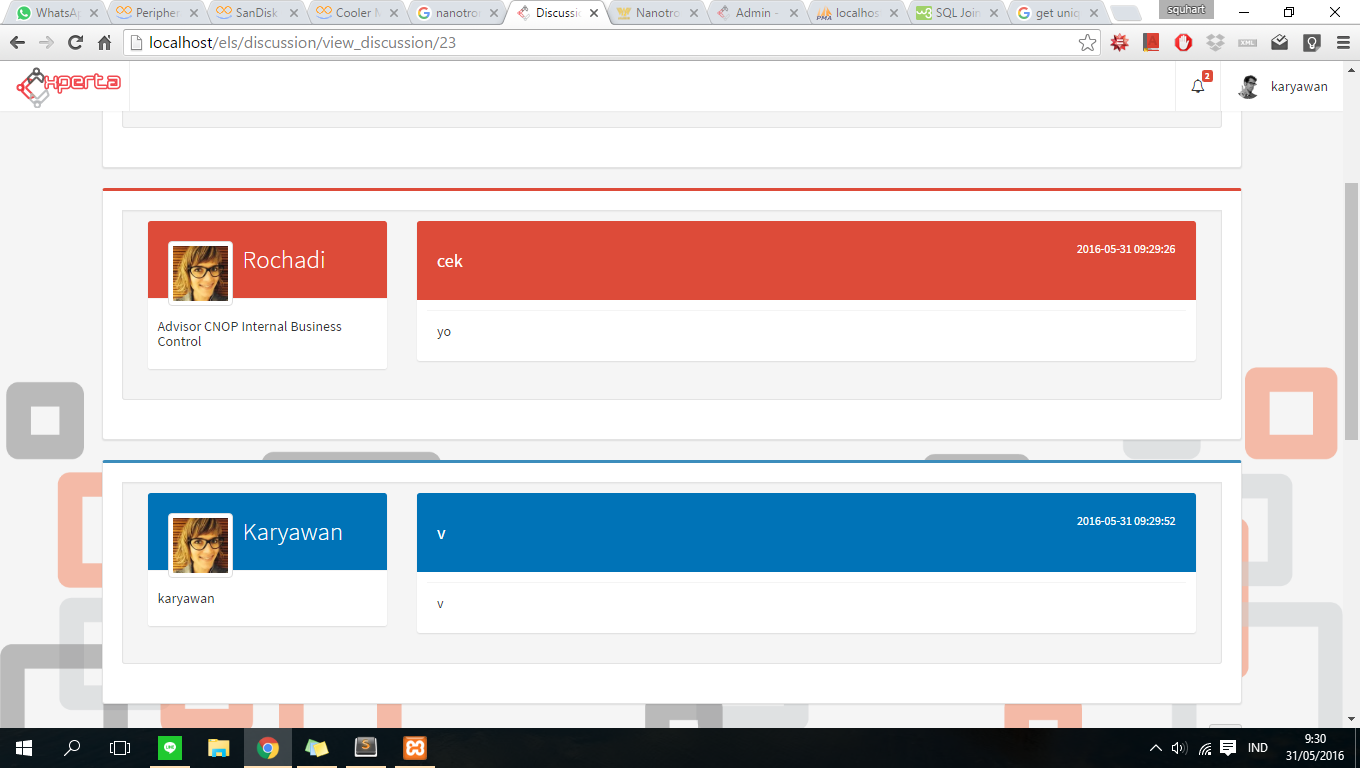 squhart
WhatsA
Periphe
SanDisk
Cooler
nanotro
Discussi
Nanotro
Admin -
localhos
SQL Join
get uniq
localhost/els/discussion/view_discussion/23
XML
xperta
2
karyawan
Rochadi
Advisor CNOP Internal Business
Control
cek
2016-05-31 09:29:26
yo
Karyawan
karyawan
v
2016-05-31 09:29:52
v
IND
9:30
31/05/2016